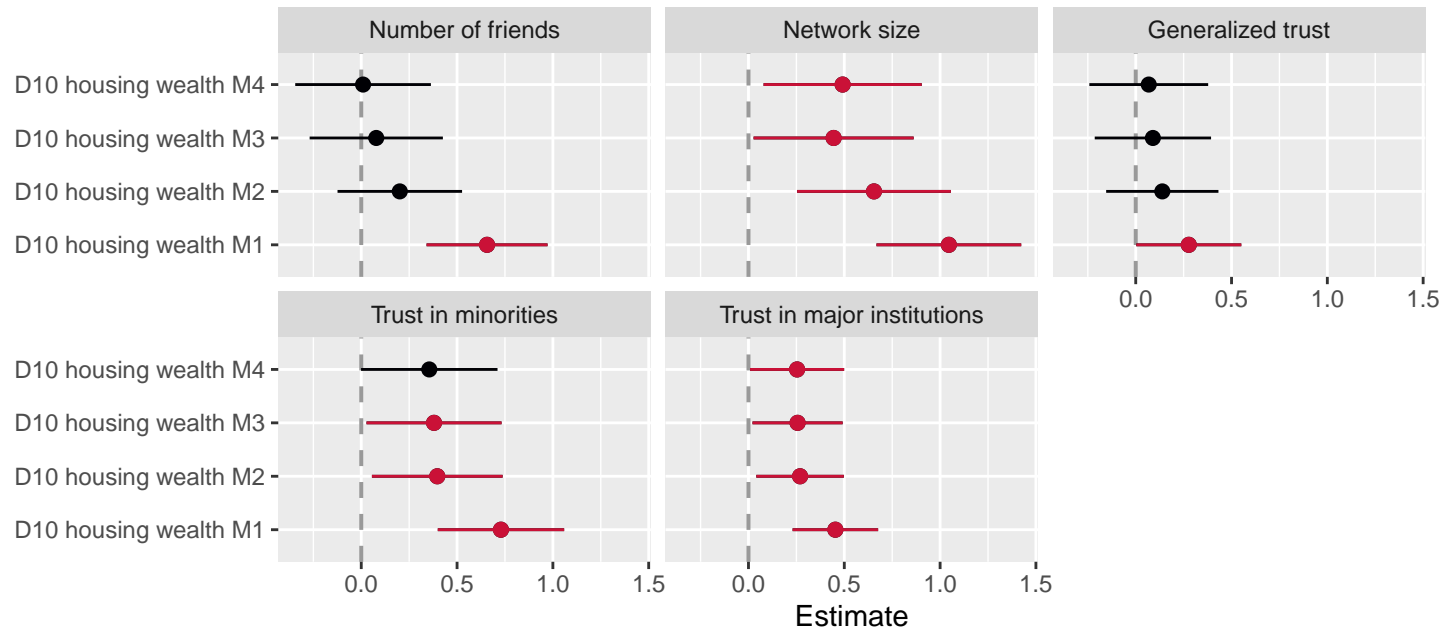 Number of friends
Network size
Generalized trust
D10 housing wealth M4
D10 housing wealth M3
D10 housing wealth M2
D10 housing wealth M1
0.0 0.5 1.0 1.5
Trust in minorities
Trust in major institutions
D10 housing wealth M4
D10 housing wealth M3
D10 housing wealth M2
D10 housing wealth M1
0.0 0.5 1.0 1.5
0.0 0.5 1.0 1.5
Estimate